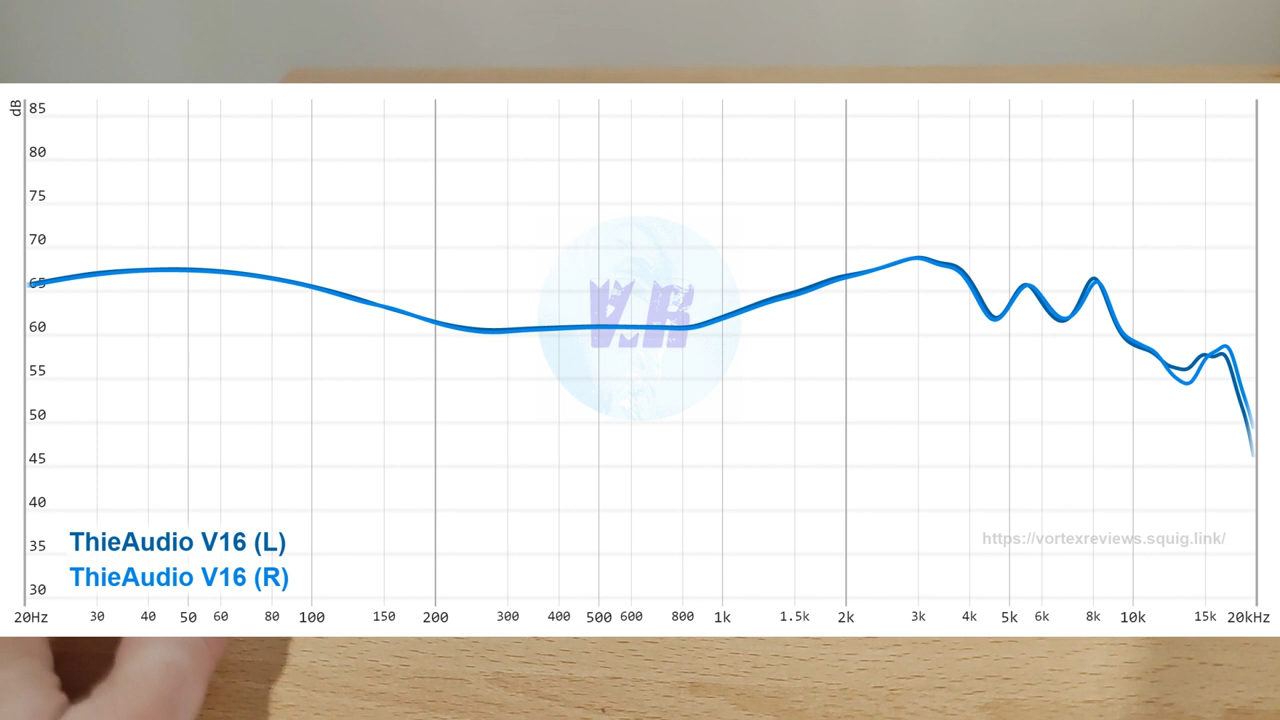 dB
85
80
75
70
65
60
55
50
45
40
35
30
V.R
ThieAudio V16 (L)
ThieAudio V16 (R)
https://vortexreviews.squig.link/
20Hz 30 40 50 60 80 100 150 200 300 400 500 600 800 1k 1.5k 2k 3k 4k 5k 6k 8k 10k 15k 20kHz